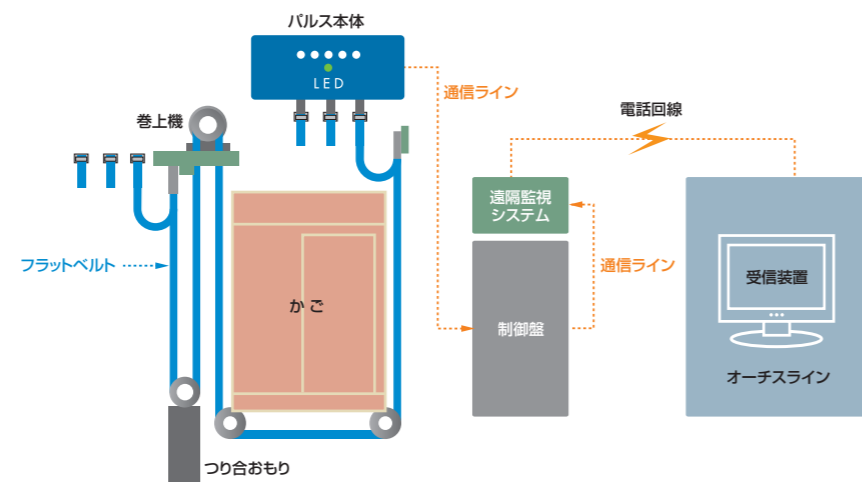 パルス本体
LED
通信ライン
電話回線
巻上機
遠隔監視
システム
フラットベルト
通信ライン
受信装置
かご
制御盤
オーチスライン
つり合おもり